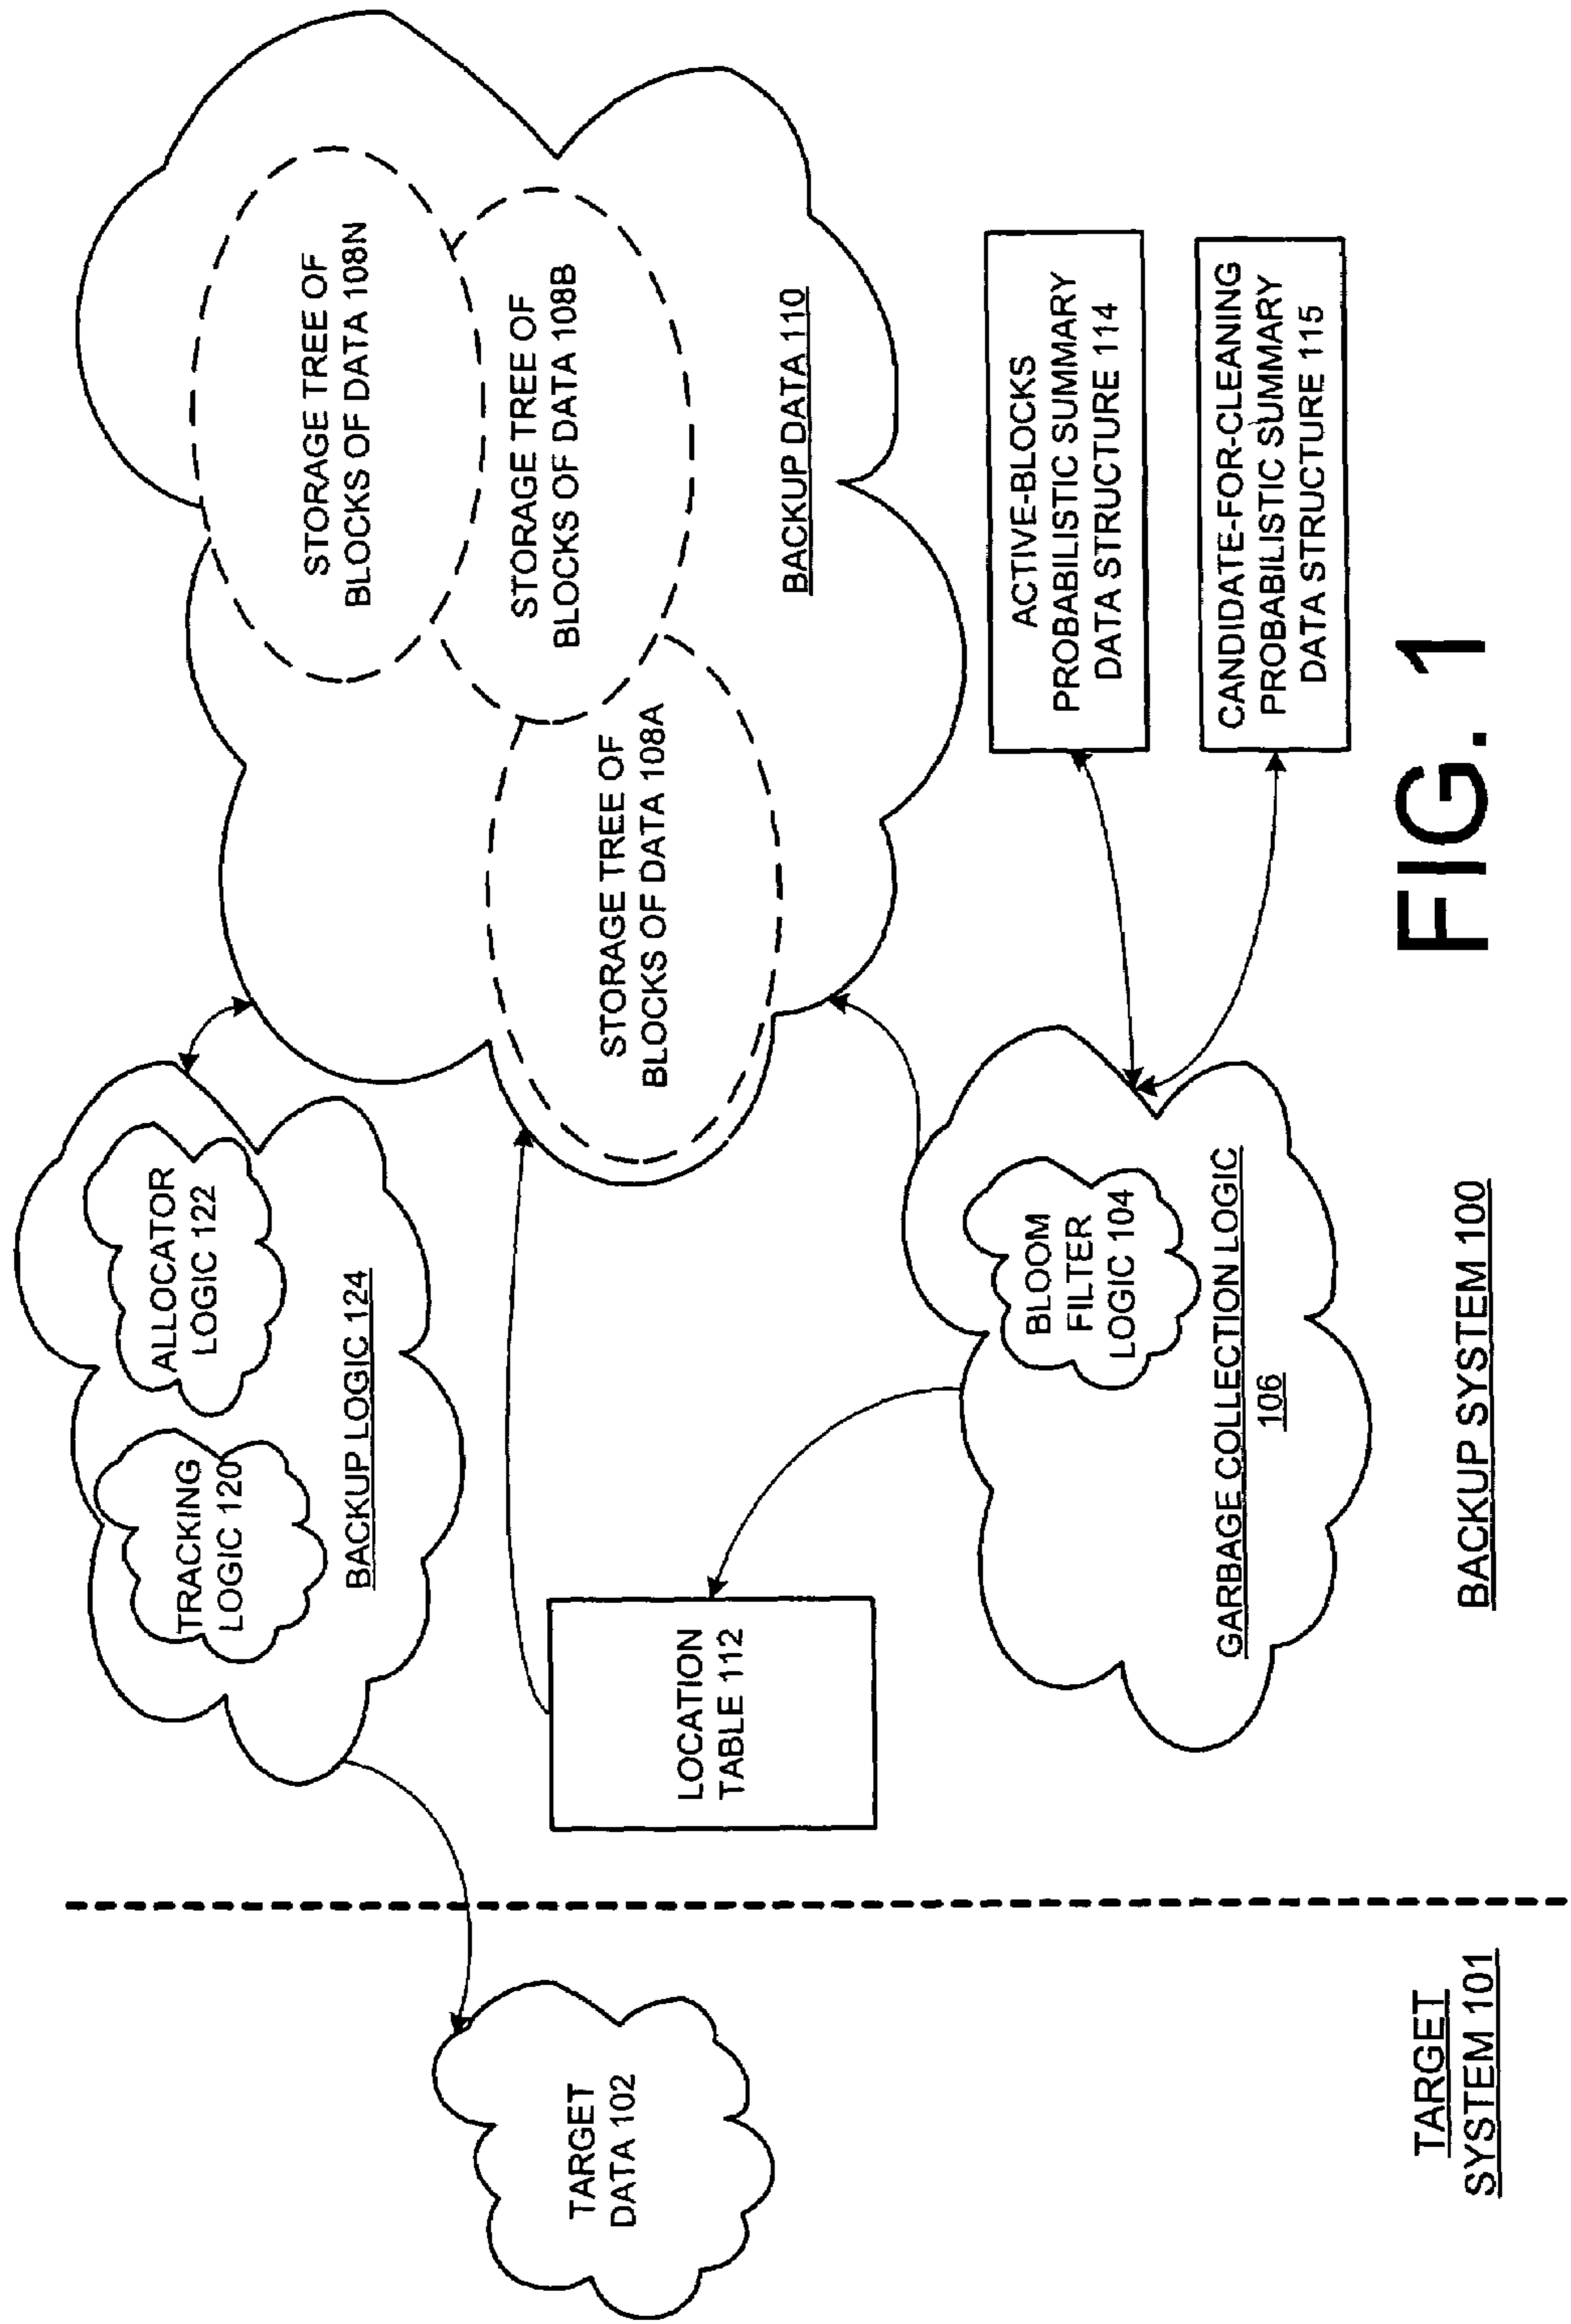 TRACKING
LOGIC 120
ALLOCATOR
LOGIC 122
BACKUP LOGIC 124
STORAGE TREE OF
BLOCKS OF DATA 108N
STORAGE TREE OF
BLOCKS OF DATA 108B
STORAGE TREE OF
BLOCKS OF DATA 108A
BACKUP DATA 110
TARGET
DATA 102
LOCATION
TABLE 112
BLOOM
FILTER
LOGIC 104
GARBAGE COLLECTION LOGIC
106
ACTIVE-BLOCKS
PROBABILISTIC SUMMARY
DATA STRUCTURE 114
CANDIDATE-FOR-CLEANING
PROBABILISTIC SUMMARY
DATA STRUCTURE 115
TARGET
SYSTEM 101
BACKUP SYSTEM 100
FIG. 1